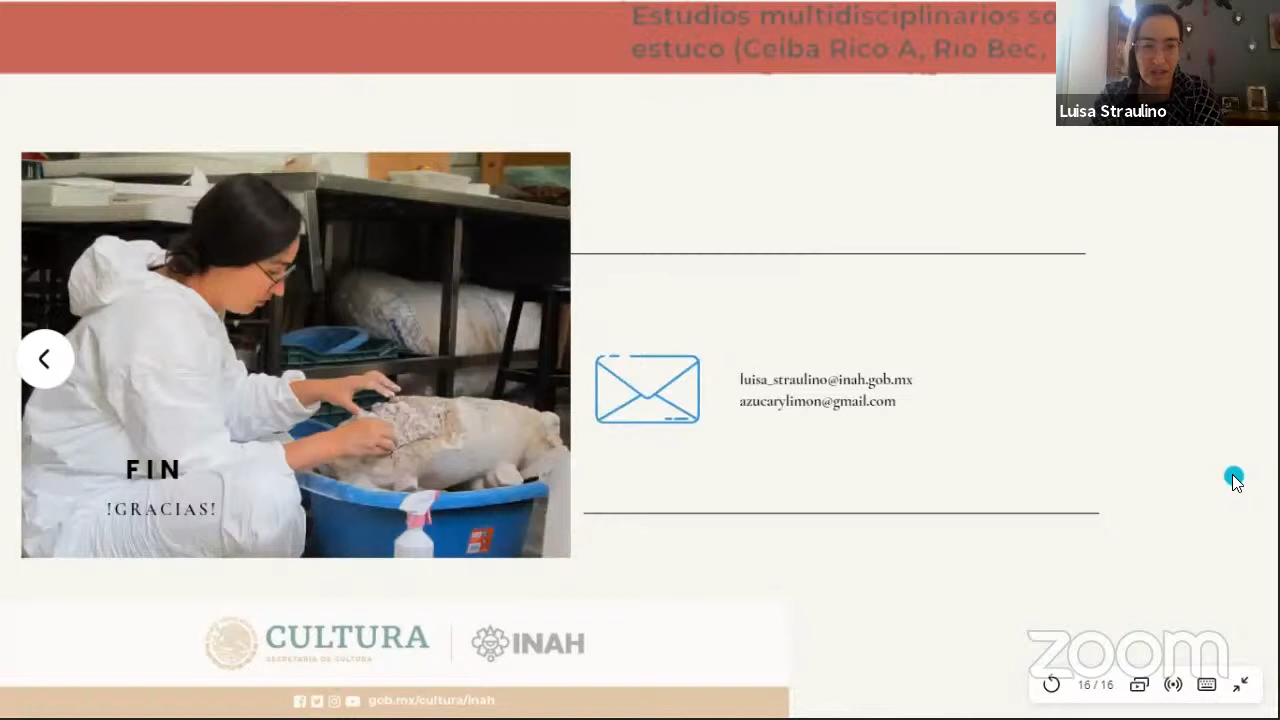 Estudios multidisciplinarios so
estuco (Ceiba Rico A, Río Bec,
Luisa Straulino
luisa_straulino@inah.gob.mx
azucarylimon@gmail.com
FIN
!GRACIAS!
CULTURA
SECRETARÍA DE CULTURA
INAH
gob.mx/cultura/inah
zoom
16 / 16